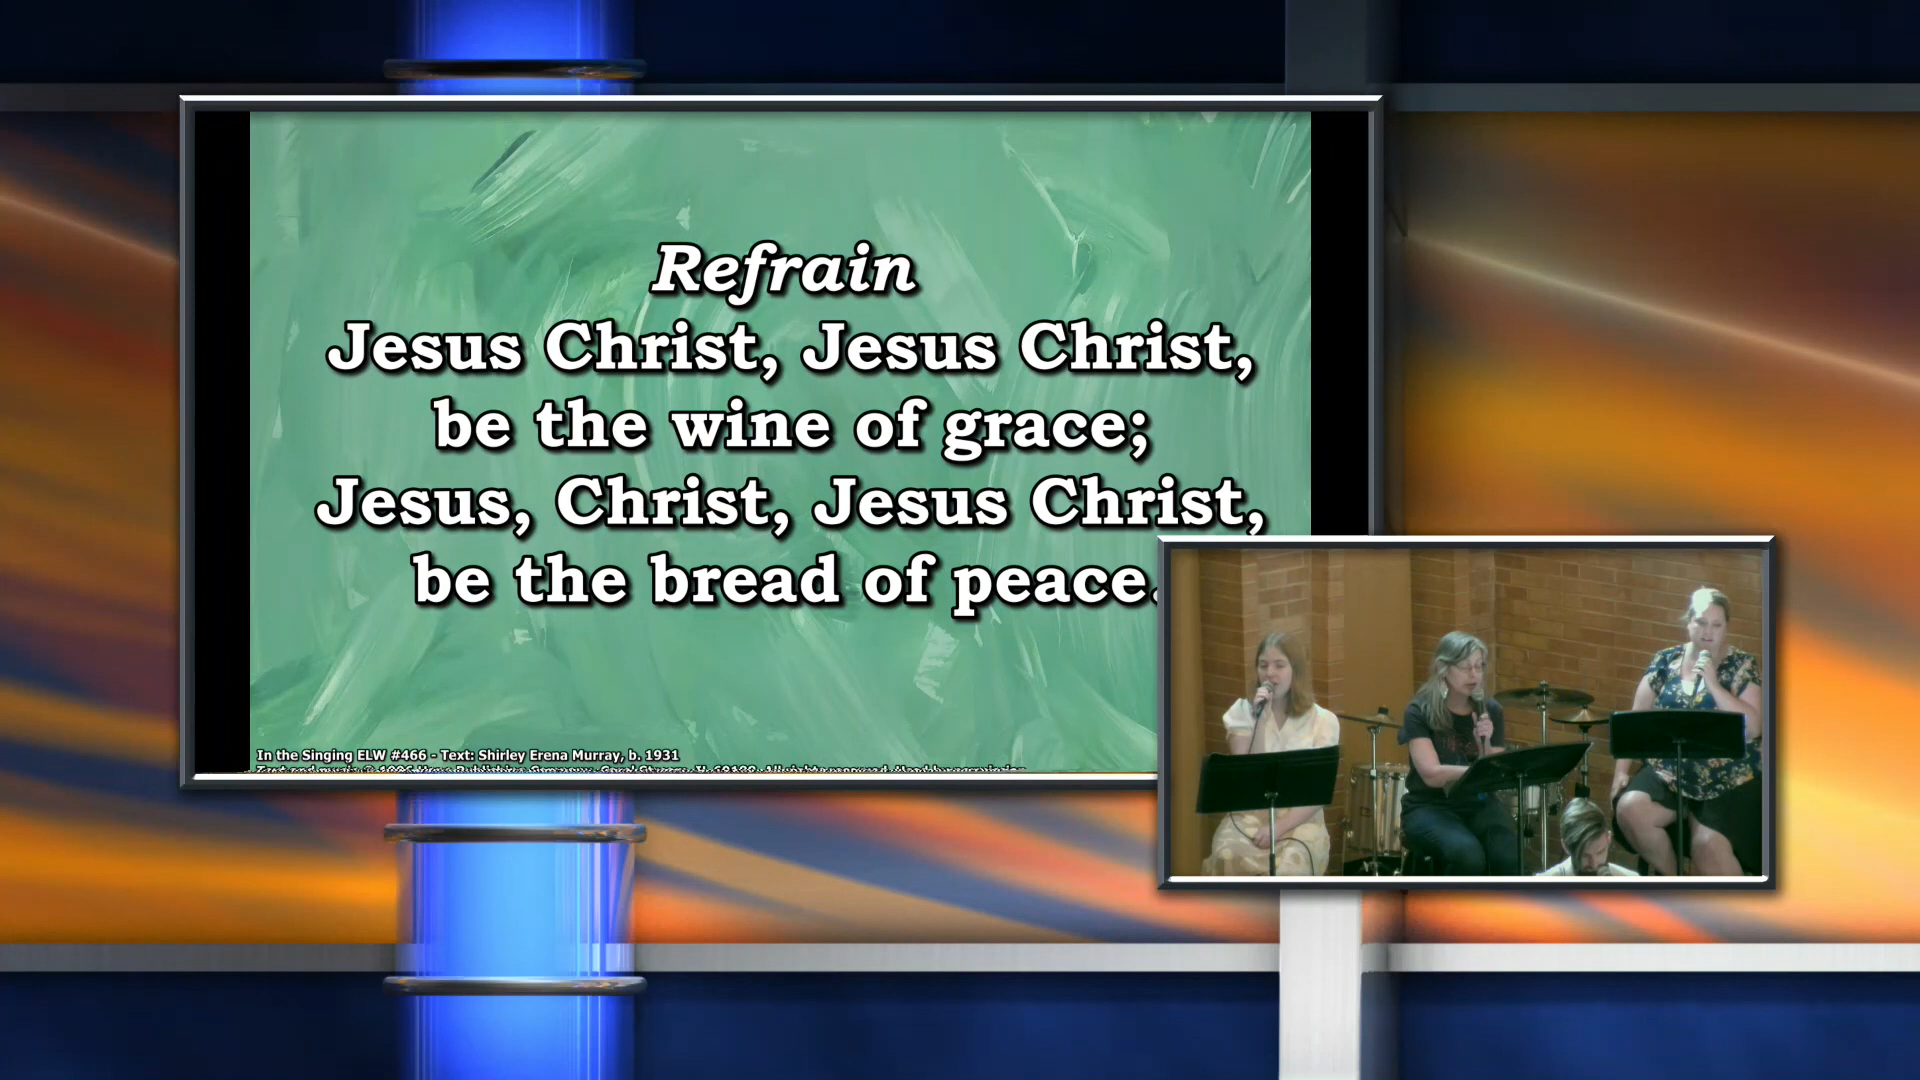 Refrain
Jesus Christ, Jesus Christ,
be the wine of grace;
Jesus, Christ, Jesus Christ,
be the bread of peace.
In the Singing ELW #466 - Text: Shirley Erena Murray, b. 1931